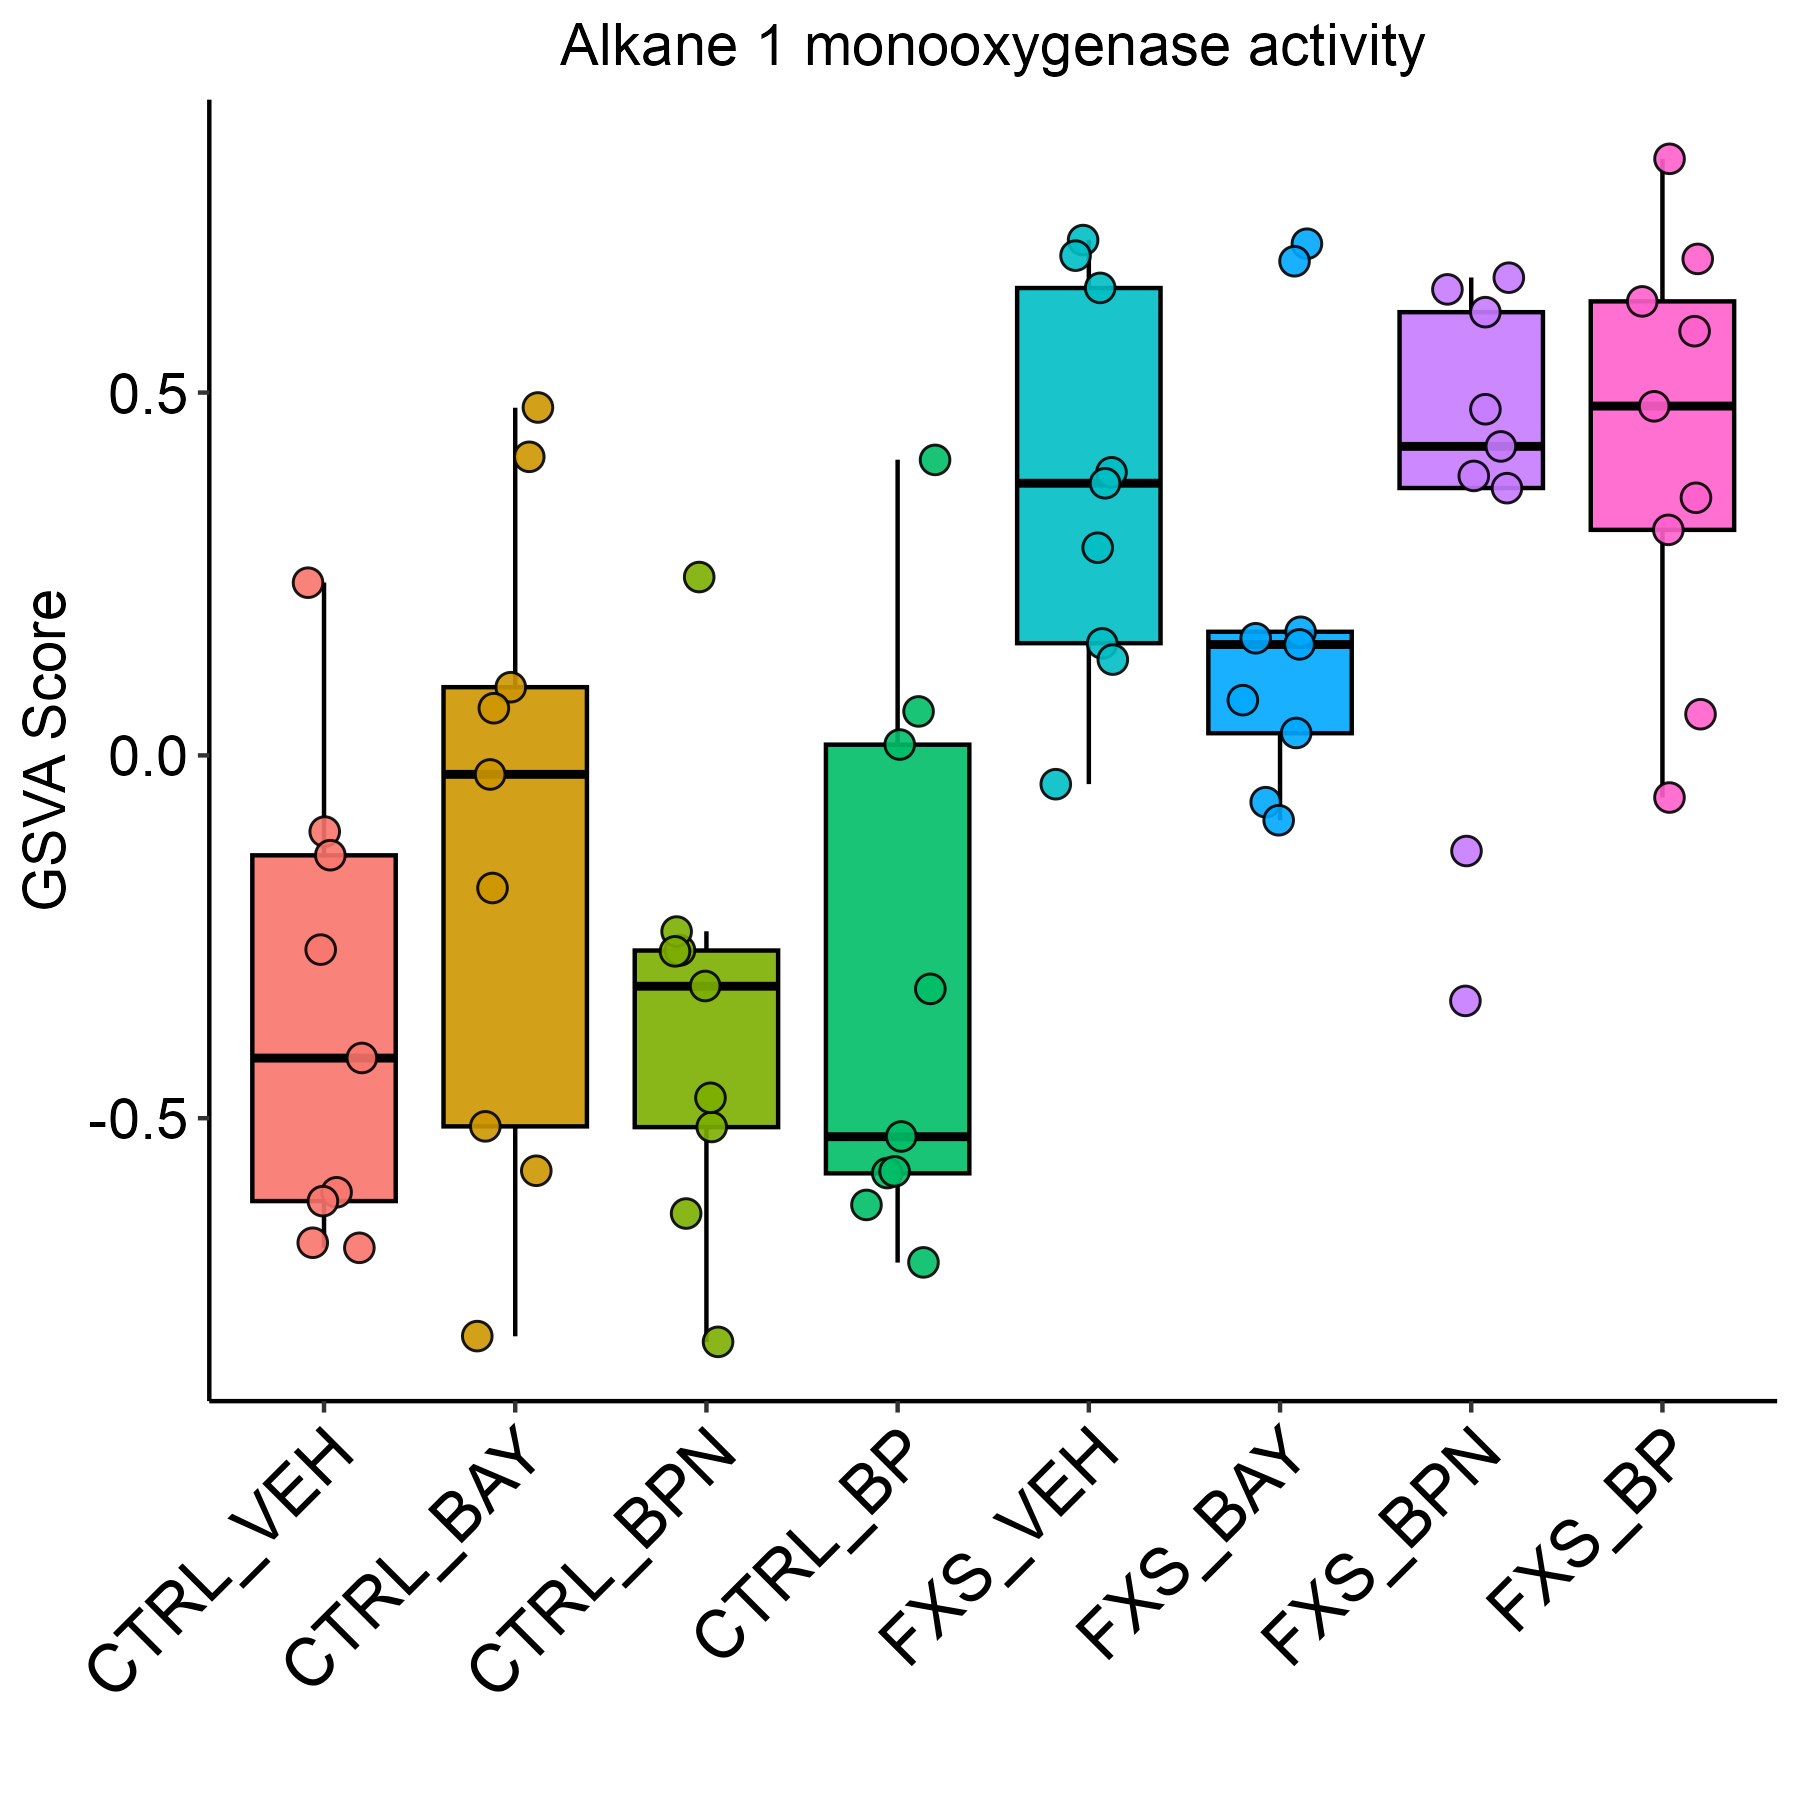 Alkane 1 monooxygenase activity
GSVA Score
0.5
0.0
-0.5
CTRL_VEH
CTRL_BAY
CTRL_BPN
CTRL_BP
FXS_VEH
FXS_BAY
FXS_BPN
FXS_BP